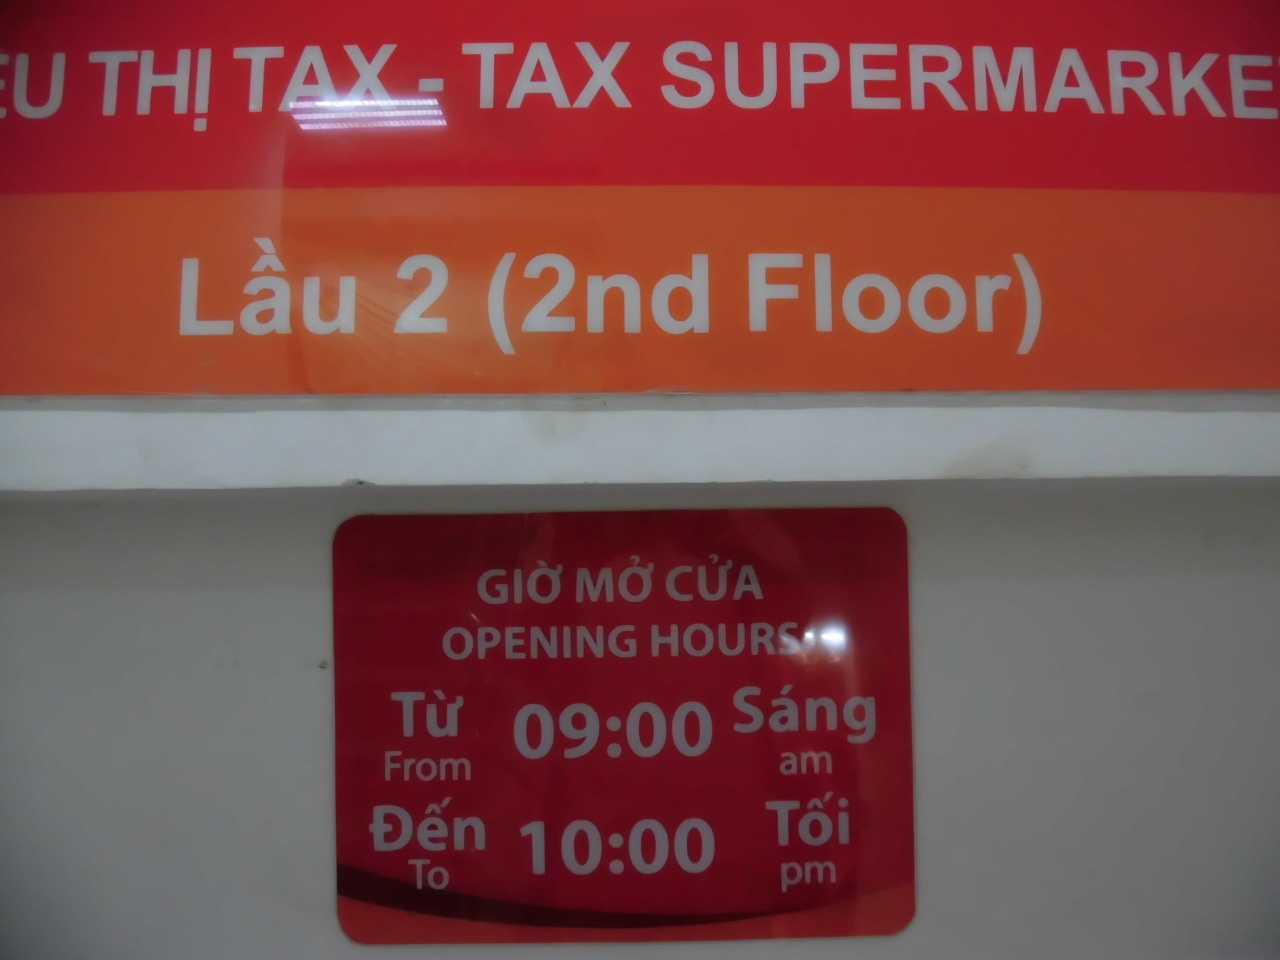 ÊU THỊ TAX - TAX SUPERMARKE
Lầu 2 (2nd Floor)
GIỜ MỞ CỬA
OPENING HOURS
Từ 09:00 Sáng
From am
Đến 10:00 Tối
To pm